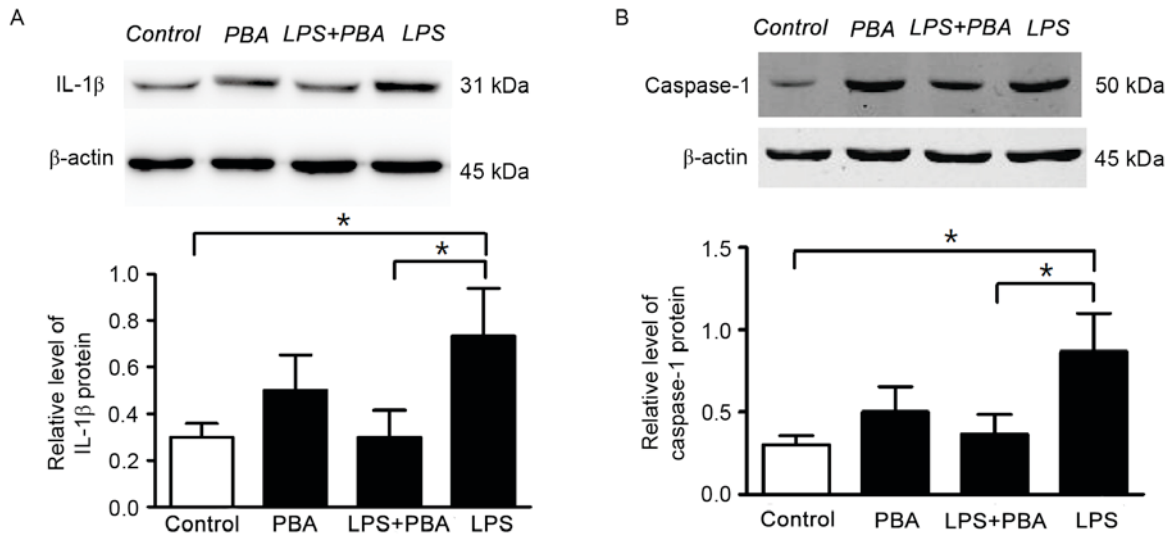 A
Control PBA LPS+PBA LPS
IL-1β
31 kDa
β-actin
45 kDa
*
*
Relative level of
IL-1β protein
1.0
0.8
0.6
0.4
0.2
0.0
Control PBA LPS+PBA LPS
B
Control PBA LPS+PBA LPS
Caspase-1
50 kDa
β-actin
45 kDa
*
*
Relative level of
caspase-1 protein
1.5
1.0
0.5
0.0
Control PBA LPS+PBA LPS